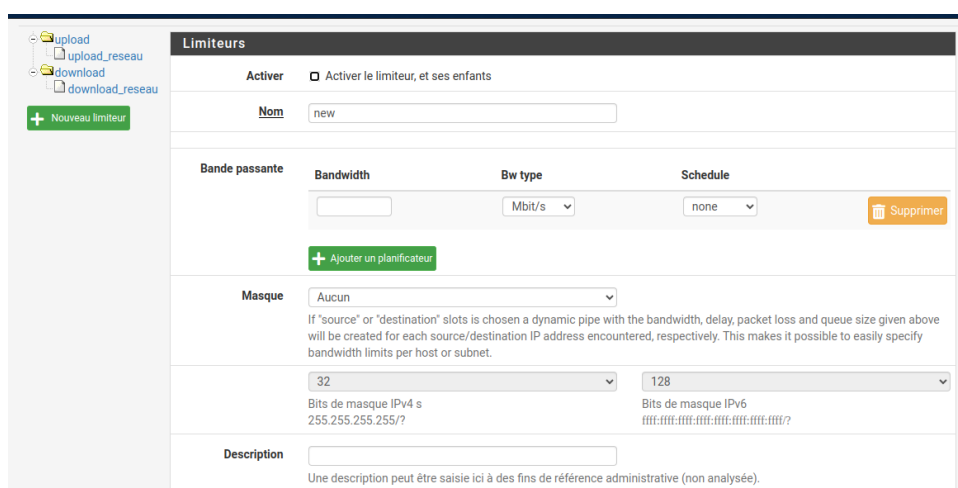 upload
upload_reseau
download
download_reseau
Nouveau limiteur
Limiteurs
Activer Activer le limiteur, et ses enfants
Nom new
Bande passante Bandwidth Bw type Schedule
Mbit/s none Supprimer
Ajouter un planificateur
Masque Aucun
If "source" or "destination" slots is chosen a dynamic pipe with the bandwidth, delay, packet loss and queue size given above
will be created for each source/destination IP address encountered, respectively. This makes it possible to easily specify
bandwidth limits per host or subnet.
32 128
Bits de masque IPv4 s Bits de masque IPv6
255.255.255.255/? ffff:ffff:ffff:ffff:ffff:ffff:ffff:ffff/?
Description
Une description peut être saisie ici à des fins de référence administrative (non analysée).